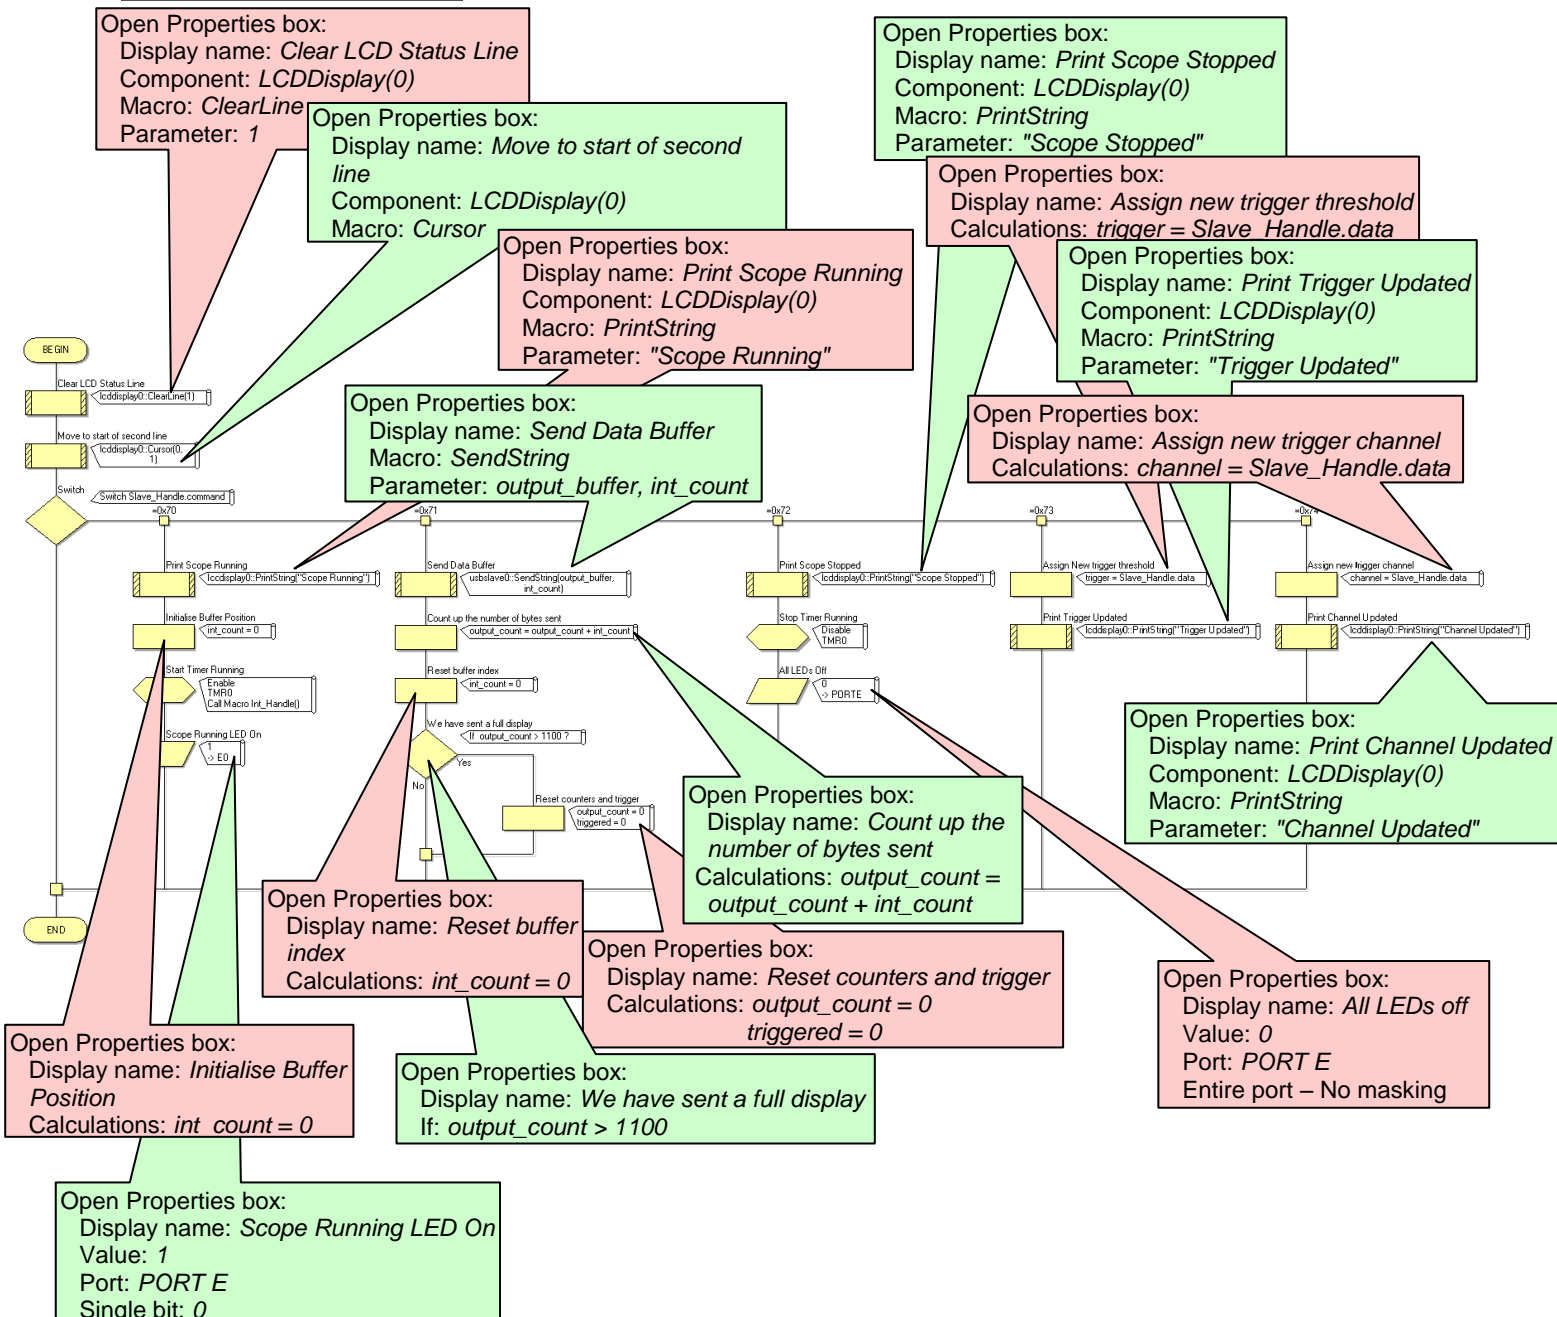 Open Properties box:
Display name: Clear LCD Status Line
Component: LCDDisplay(0)
Macro: ClearLine
Parameter: 1
Open Properties box:
Display name: Move to start of second
line
Component: LCDDisplay(0)
Macro: Cursor
Open Properties box:
Display name: Print Scope Running
Component: LCDDisplay(0)
Macro: PrintString
Parameter: "Scope Running"
Open Properties box:
Display name: Send Data Buffer
Macro: SendString
Parameter: output_buffer, int_count
Open Properties box:
Display name: Print Scope Stopped
Component: LCDDisplay(0)
Macro: PrintString
Parameter: "Scope Stopped"
Open Properties box:
Display name: Assign new trigger threshold
Calculations: trigger = Slave_Handle.data
Open Properties box:
Display name: Print Trigger Updated
Component: LCDDisplay(0)
Macro: PrintString
Parameter: "Trigger Updated"
Open Properties box:
Display name: Assign new trigger channel
Calculations: channel = Slave_Handle.data
BEGIN
Clear LCD Status Line
lcddisplay0::ClearLine(1)
Move to start of second line
lcddisplay0::Cursor(0,
1)
Switch
Switch Slave_Handle.command
=0x70
Print Scope Running
lccdisplay0::PrintString("Scope Running")
Initialise Buffer Position
int_count = 0
Start Timer Running
Enable
TMR0
Call Macro Int_Handle()
Scope Running LED On
1
-> E0
=0x71
Send Data Buffer
usbslave0::SendString(output_buffer,
int_count)
Count up the number of bytes sent
output_count = output_count + int_count
Reset buffer index
int_count = 0
We have sent a full display
If output_count > 1100 ?
Yes
No
Reset counters and trigger
output_count = 0
triggered = 0
=0x72
Print Scope Stopped
lcddisplay0::PrintString("Scope Stopped")
Stop Timer Running
Disable
TMR0
All LEDs Off
0
-> PORTE
=0x73
Assign New trigger threshold
trigger = Slave_Handle.data
Print Trigger Updated
lcddisplay0::PrintString("Trigger Updated")
=0x74
Assign new trigger channel
channel = Slave_Handle.data
Print Channel Updated
lcddisplay0::PrintString("Channel Updated")
END
Open Properties box:
Display name: Print Channel Updated
Component: LCDDisplay(0)
Macro: PrintString
Parameter: "Channel Updated"
Open Properties box:
Display name: Count up the
number of bytes sent
Calculations: output_count =
output_count + int_count
Open Properties box:
Display name: Reset buffer
index
Calculations: int_count = 0
Open Properties box:
Display name: Reset counters and trigger
Calculations: output_count = 0
triggered = 0
Open Properties box:
Display name: All LEDs off
Value: 0
Port: PORT E
Entire port – No masking
Open Properties box:
Display name: Initialise Buffer
Position
Calculations: int_count = 0
Open Properties box:
Display name: We have sent a full display
If: output_count > 1100
Open Properties box:
Display name: Scope Running LED On
Value: 1
Port: PORT E
Single bit: 0